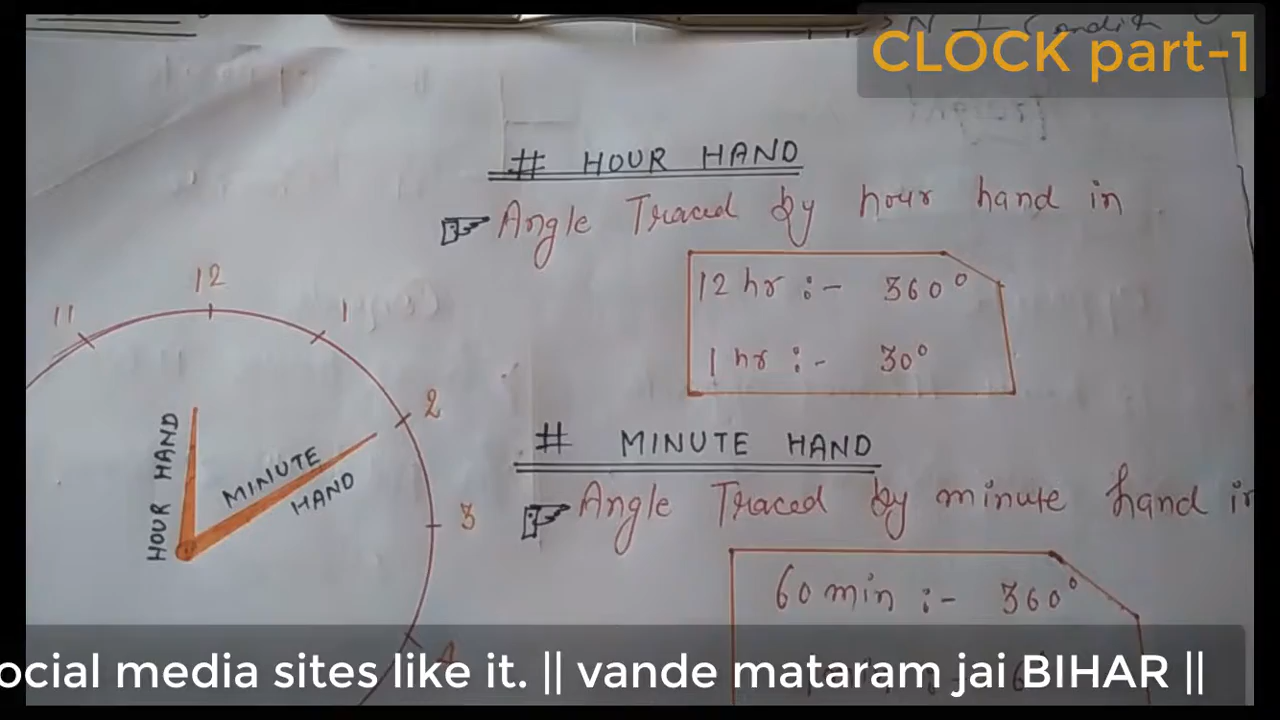 CLOCK part-1
# HOUR HAND
Angle Traced by hour hand in
12 hr :- 360°
1 hr :- 30°
12
11
1
2
3
4
HOUR HAND
MINUTE
HAND
# MINUTE HAND
Angle Traced by minute hand in
60 min :- 360°
ocial media sites like it. || vande mataram jai BIHAR ||